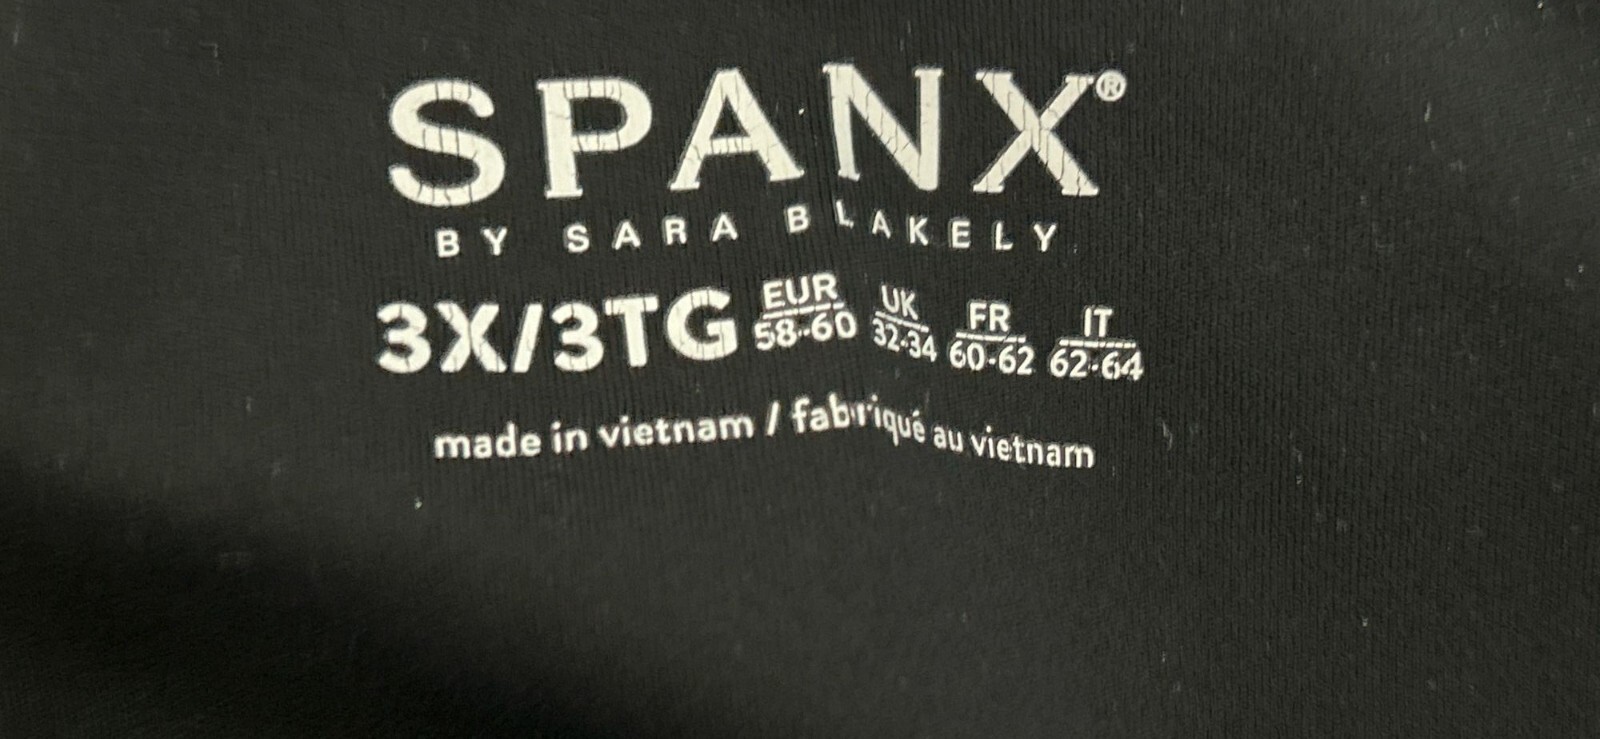 SPANX®
BY SARA BLAKELY
3X/3TG EUR 58-60 UK 32-34 FR 60-62 IT 62-64
made in vietnam / fabriqué au vietnam